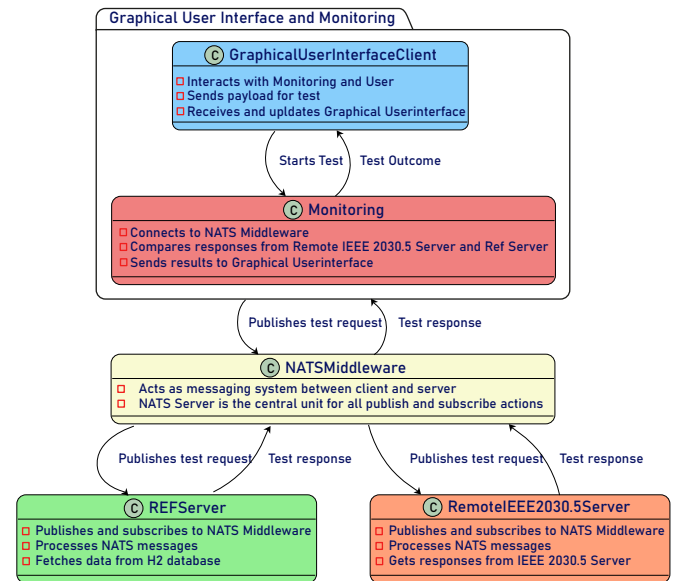 Graphical User Interface and Monitoring
C GraphicalUserInterfaceClient
Interacts with Monitoring and User
Sends payload for test
Receives and upldates Graphical Userinterface
Starts Test Test Outcome
C Monitoring
Connects to NATS Middleware
Compares responses from Remote IEEE 2030.5 Server and Ref Server
Sends results to Graphical Userinterface
Publishes test request Test response
C NATSMiddleware
Acts as messaging system between client and server
NATS Server is the central unit for all publish and subscribe actions
Publishes test request Test response
Publishes test request Test response
C REFServer
Publishes and subscribes to NATS Middleware
Processes NATS messages
Fetches data from H2 database
C RemoteIEEE2030.5Server
Publishes and subscribes to NATS Middleware
Processes NATS messages
Gets responses from IEEE 2030.5 Server